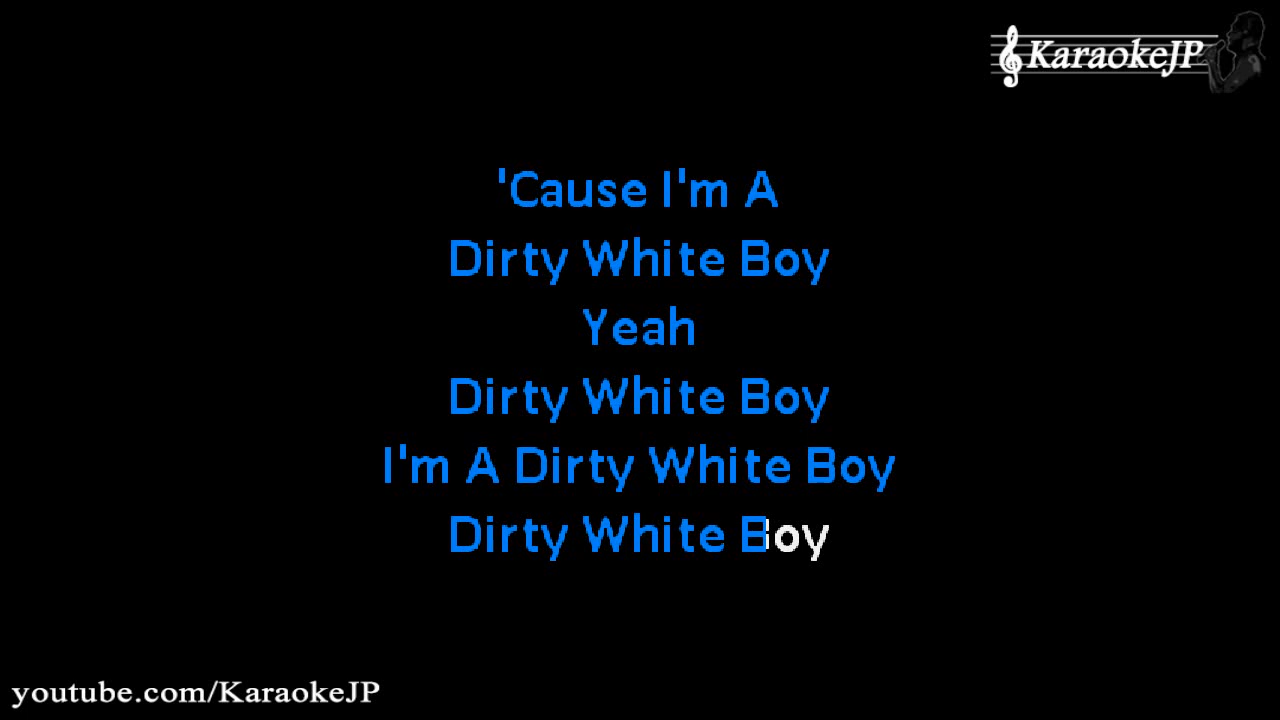 KaraokeJP
'Cause I'm A
Dirty White Boy
Yeah
Dirty White Boy
I'm A Dirty White Boy
Dirty White Boy
youtube.com/KaraokeJP